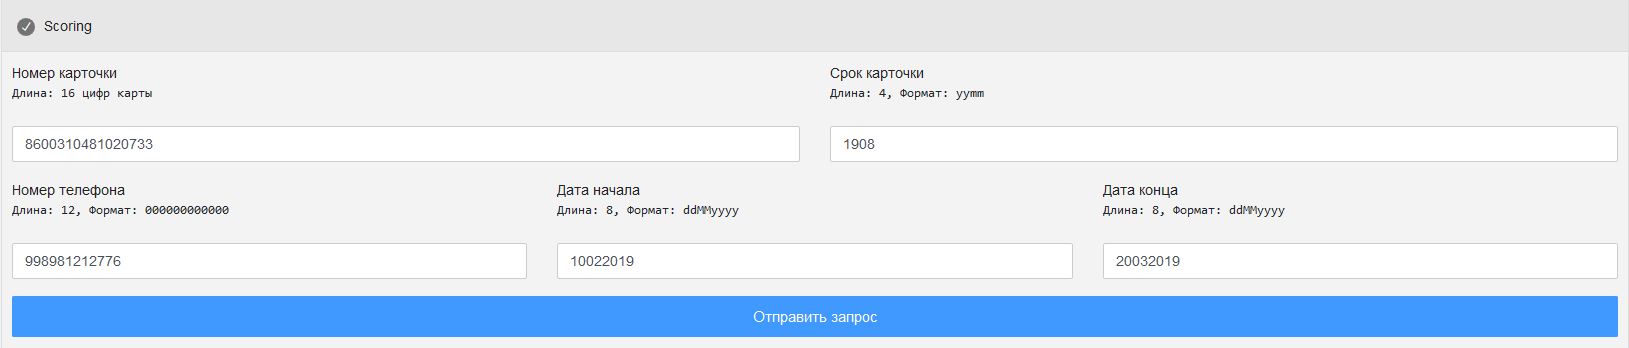 Scoring
Номер карточки
Срок карточки
Длина: 16 цифр карты
Длина: 4, Формат: yymm
8600310481020733
1908
Номер телефона
Дата начала
Дата конца
Длина: 12, Формат: 000000000000
Длина: 8, Формат: ddMMyyyy
Длина: 8, Формат: ddMMyyyy
998981212776
10022019
20032019
Отправить запрос